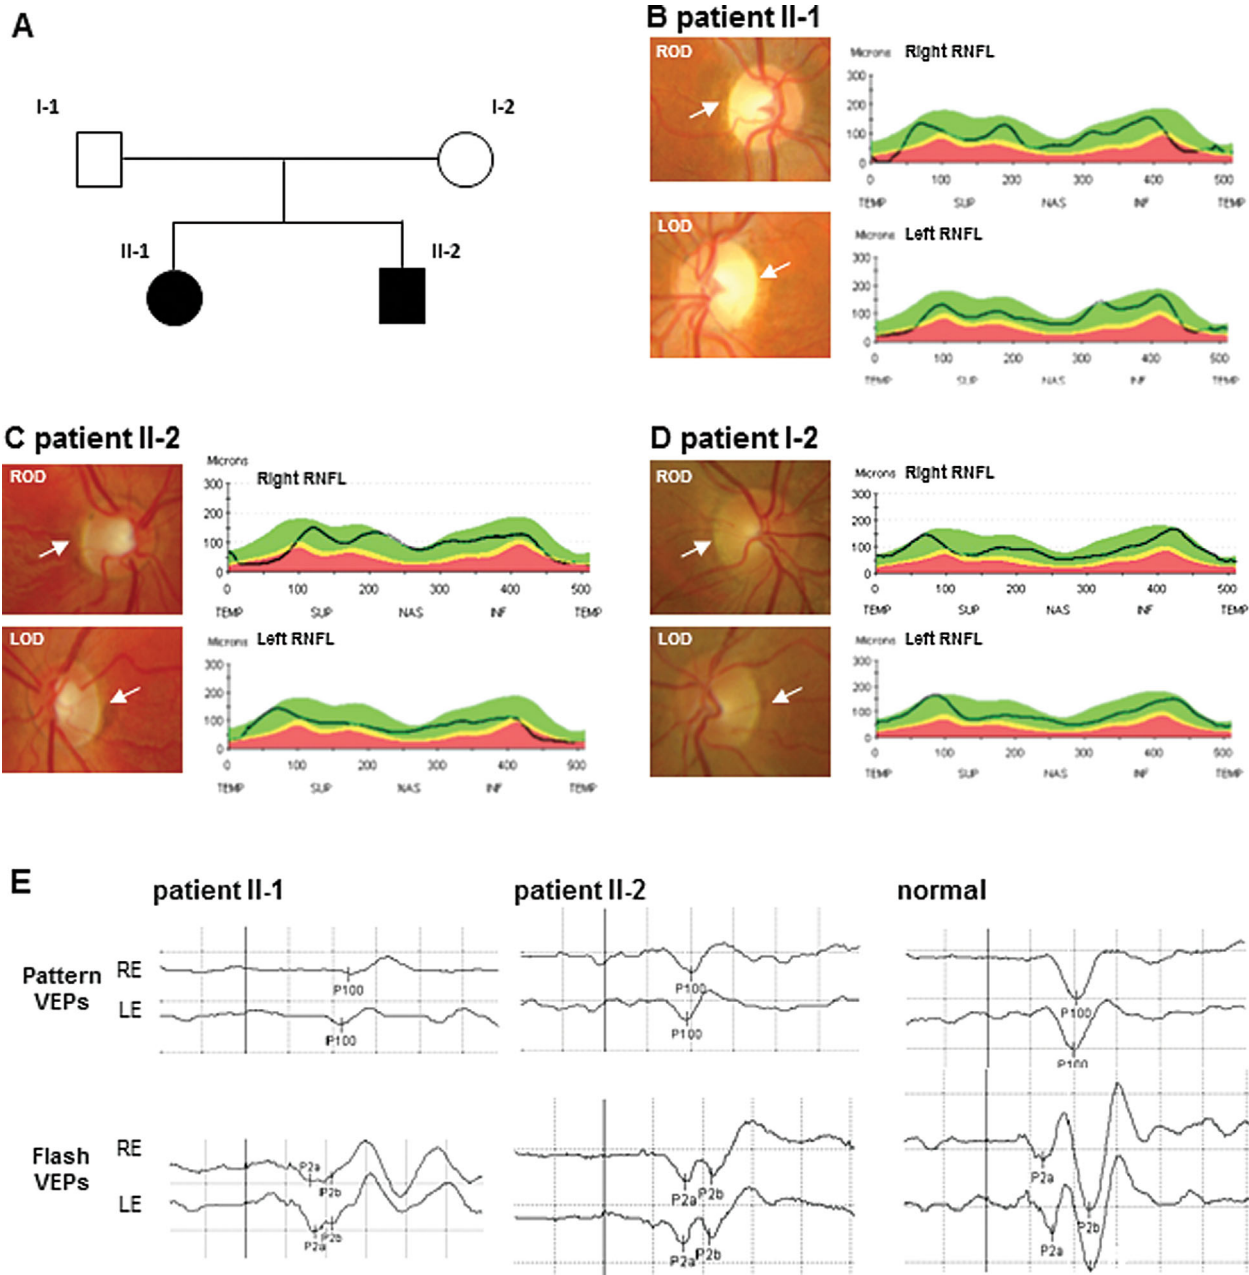 A
I-1
I-2
II-1
II-2
B patient II-1
ROD
Microns Right RNFL
300
200
100
0
0 100 200 300 400 500
TEMP SUP NAS INF TEMP
LOD
Microns Left RNFL
300
200
100
0
0 100 200 300 400 500
TEMP SUP NAS INF TEMP
C patient II-2
ROD
Microns
Right RNFL
300
200
100
0
0 100 200 300 400 500
TEMP SUP NAS INF TEMP
LOD
Microns Left RNFL
300
200
100
0
0 100 200 300 400 500
TEMP SUP NAS INF TEMP
D patient I-2
ROD
Microns Right RNFL
300
200
100
0
0 100 200 300 400 500
TEMP SUP NAS INF TEMP
LOD
Microns Left RNFL
300
200
100
0
0 100 200 300 400 500
TEMP SUP NAS INF TEMP
E
patient II-1 patient II-2 normal
Pattern
VEPs
RE
LE
P100
P100
P100
P100
P100
P100
Flash
VEPs
RE
LE
P2a
P2b
P2a
P2b
P2a
P2b
P2a
P2b
P2a
P2b
P2a